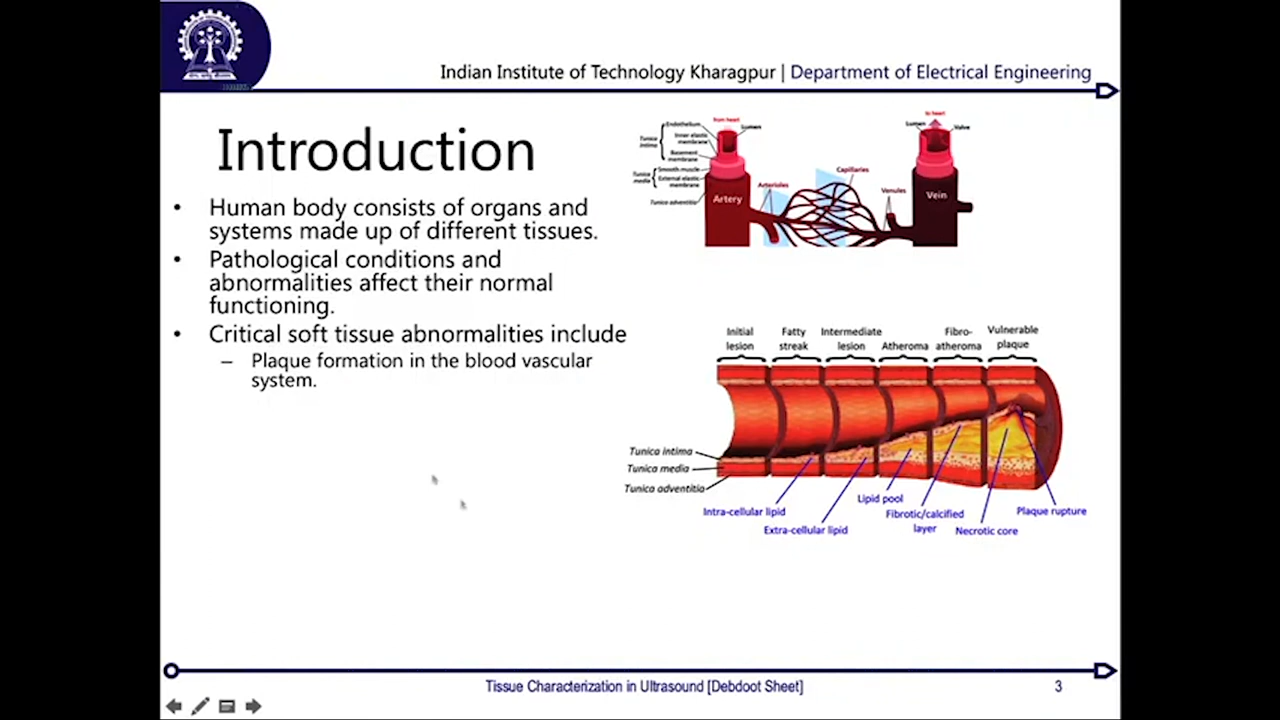 Indian Institute of Technology Kharagpur | Department of Electrical Engineering
Introduction
• Human body consists of organs and
systems made up of different tissues.
• Pathological conditions and
abnormalities affect their normal
functioning.
• Critical soft tissue abnormalities include
– Plaque formation in the blood vascular
system.
from heart
Lumen
Endothelium
Inner elastic
membrane
Basement
membrane
Tunica
intima
Smooth muscle
External elastic
membrane
Tunica
media
Tunica adventitia
Artery
Arterioles
Capillaries
Venules
Vein
to heart
Lumen
Valve
Initial
lesion
Fatty
streak
Intermediate
lesion
Atheroma
Fibro-
atheroma
Vulnerable
plaque
Tunica intima
Tunica media
Tunica adventitia
Intra-cellular lipid
Extra-cellular lipid
Lipid pool
Fibrotic/calcified
layer
Necrotic core
Plaque rupture
Tissue Characterization in Ultrasound [Debdoot Sheet]
3